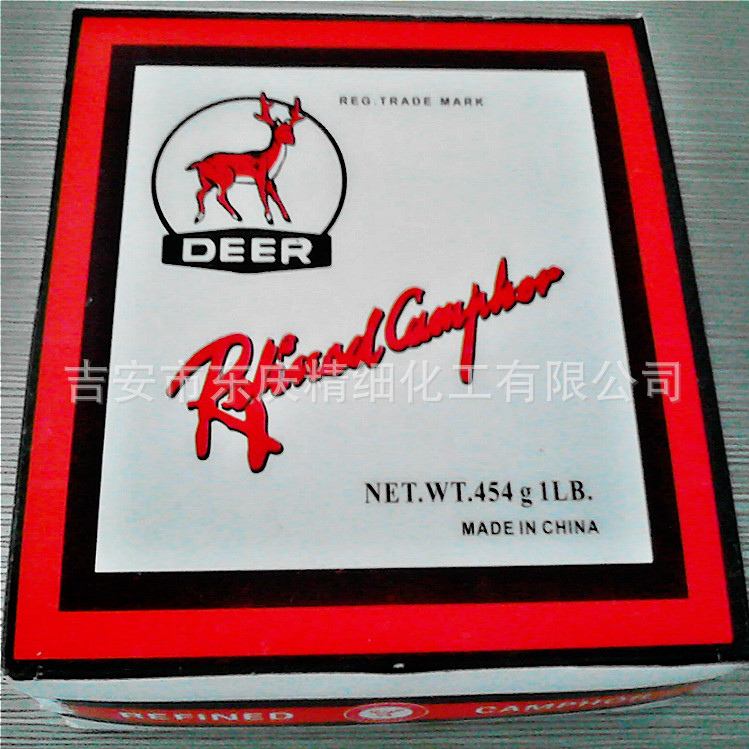 REG. TRADE MARK
DEER
Refined Camphor
吉安市东庆精细化工有限公司
NET.WT.454 g 1LB.
MADE IN CHINA
REFINED CAMPHOR